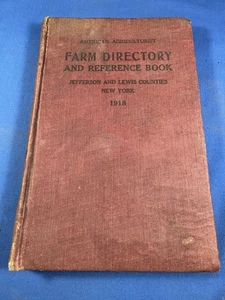 AMERICAN AGRICULTURIST
FARM DIRECTORY
AND REFERENCE BOOK
JEFFERSON AND LEWIS COUNTIES
NEW YORK
1918